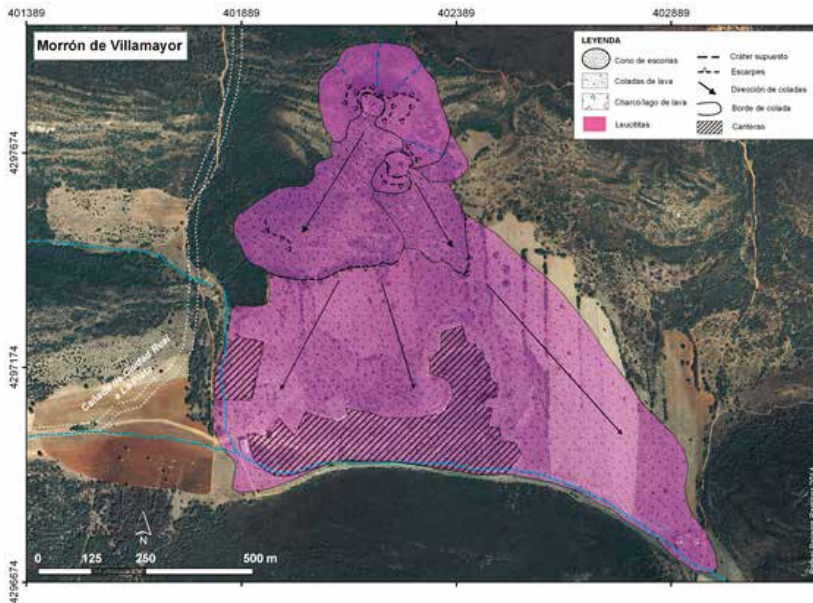 401389
401889
402389
402889
Morrón de Villamayor
LEYENDA
Cono de escorias
Coladas de lava
Charco/lago de lava
Leucititas
Cráter supuesto
Escarpes
Dirección de coladas
Borde de colada
Canteras
4297674
4297174
4296674
Cañada de Ciudad Real
N
0 125 250 500 m